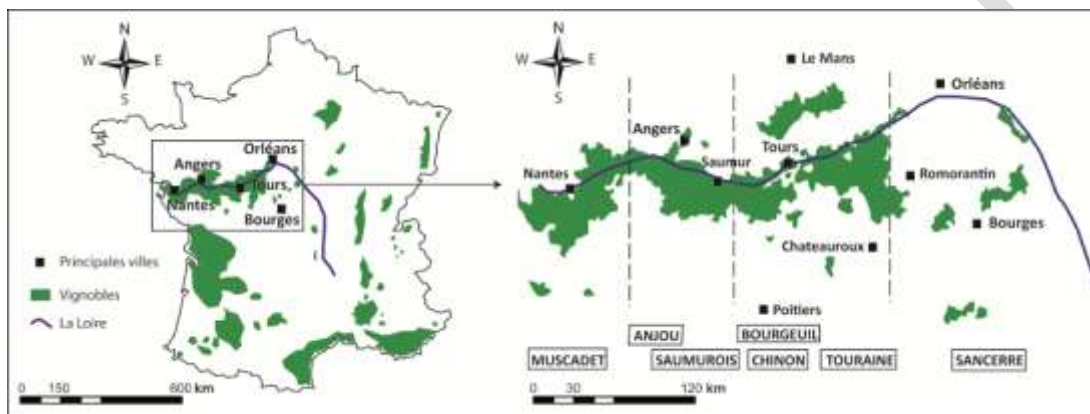 N
W E
S
Orléans
Angers
Nantes
Tours,
Bourges
Principales villes
Vignobles
La Loire
0 150 600 km
N
W E
S
Le Mans
Orléans
Angers
Tours
Nantes
Saumur
Romorantin
Bourges
Chateauroux
Poitiers
ANJOU BOURGEUIL
MUSCADET SAUMUROIS CHINON TOURAINE SANCERRE
0 30 120 km